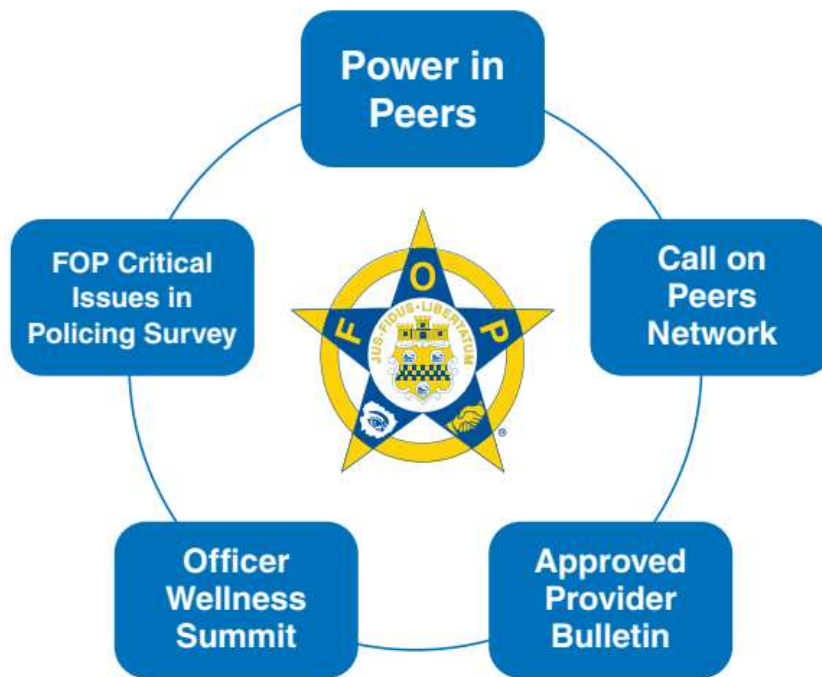 Power in
Peers
FOP Critical
Issues in
Policing Survey
Call on
Peers
Network
F O P
JUS·FIDUS·LIBERTATUM
®
Officer
Wellness
Summit
Approved
Provider
Bulletin